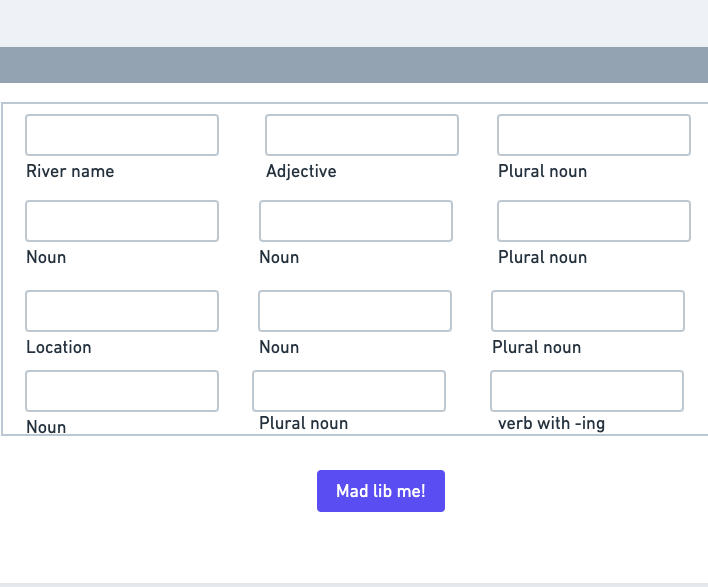 River name
Adjective
Plural noun
Noun
Noun
Plural noun
Location
Noun
Plural noun
Noun
Plural noun
verb with -ing
Mad lib me!